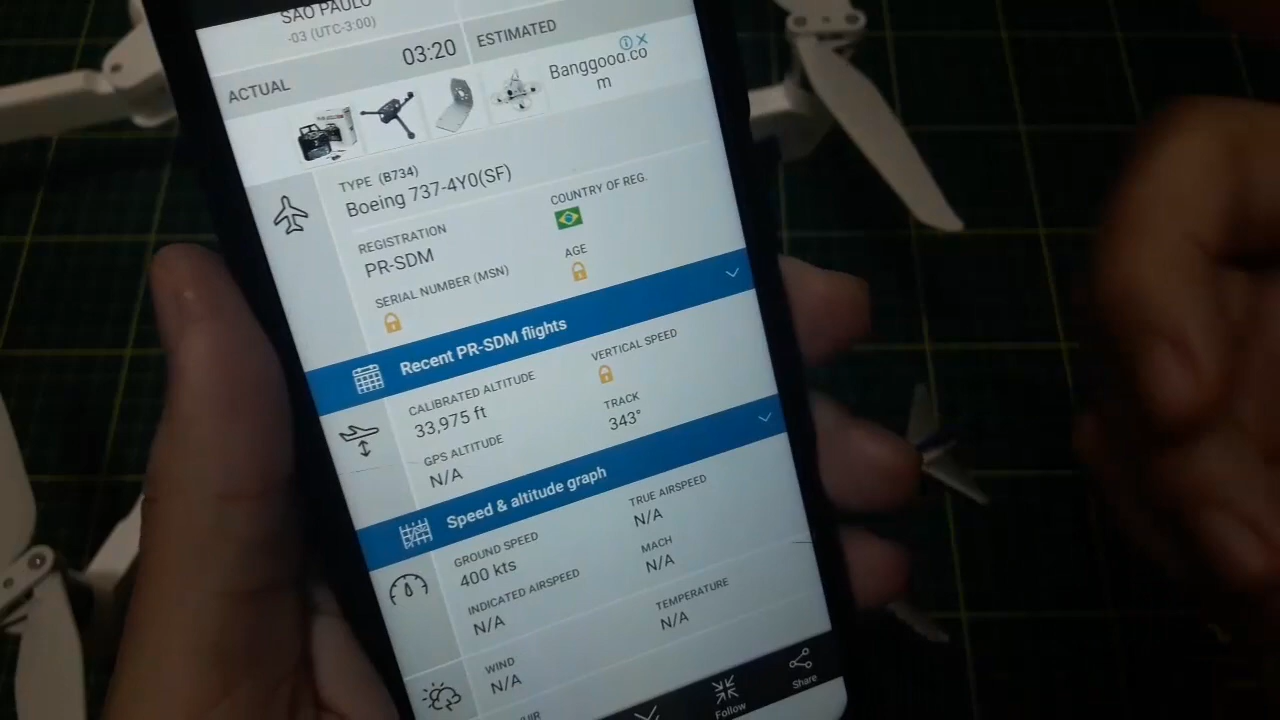 SAO PAULO
-03 (UTC-3:00)
ACTUAL
03:20
ESTIMATED
Banggood.co
m
TYPE (B734)
Boeing 737-4Y0(SF)
REGISTRATION
PR-SDM
COUNTRY OF REG.
SERIAL NUMBER (MSN)
AGE
Recent PR-SDM flights
CALIBRATED ALTITUDE
33,975 ft
VERTICAL SPEED
GPS ALTITUDE
N/A
TRACK
343°
Speed & altitude graph
GROUND SPEED
400 kts
TRUE AIRSPEED
N/A
INDICATED AIRSPEED
N/A
MACH
N/A
WIND
N/A
TEMPERATURE
N/A
Follow
Share